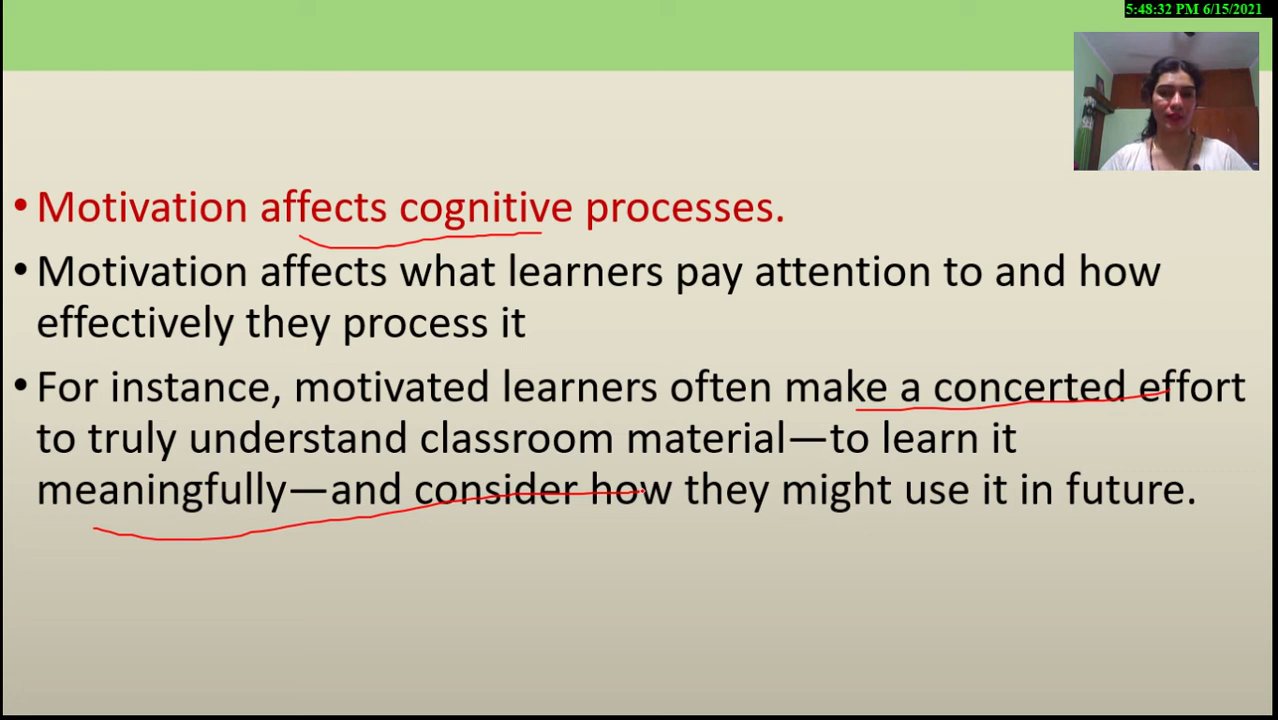 5:48:32 PM 6/15/2021
• Motivation affects cognitive processes.
• Motivation affects what learners pay attention to and how
effectively they process it
• For instance, motivated learners often make a concerted effort
to truly understand classroom material—to learn it
meaningfully—and consider how they might use it in future.